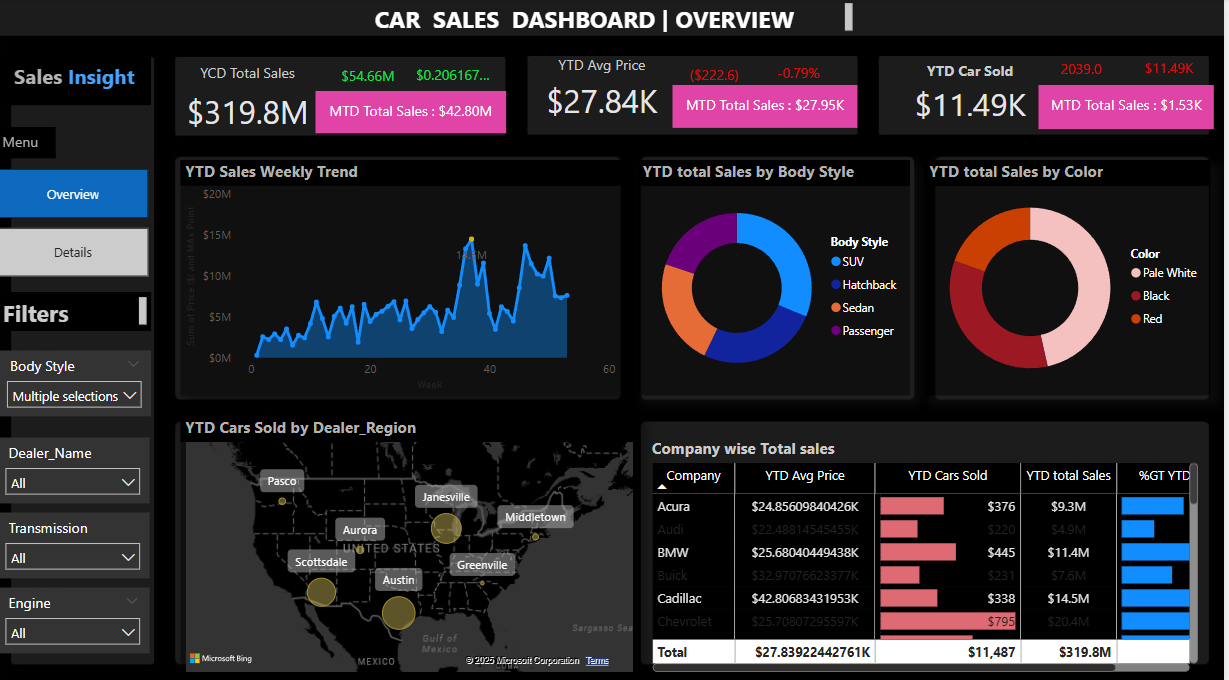 CAR SALES DASHBOARD | OVERVIEW
Sales Insight
Menu
Overview
Details
Filters
Body Style
Multiple selections
Dealer_Name
All
Transmission
All
Engine
All
YCD Total Sales
$54.66M $0.206167...
$319.8M
MTD Total Sales : $42.80M
YTD Avg Price
($222.6) -0.79%
$27.84K
MTD Total Sales : $27.95K
YTD Car Sold
2039.0 $11.49K
$11.49K
MTD Total Sales : $1.53K
YTD Sales Weekly Trend
$20M
$15M
$10M
$5M
$0M
Sum of Price ($) and MAx Point
0 20 40 60
Week
YTD total Sales by Body Style
Body Style
SUV
Hatchback
Sedan
Passenger
YTD total Sales by Color
Color
Pale White
Black
Red
YTD Cars Sold by Dealer_Region
Pasco
Janesville
Middletown
Aurora
UNITED STATES
Scottsdale
Greenville
Austin
Gulf of
Mexico
Sargasso Sea
MEXICO
Microsoft Bing
© 2025 Microsoft Corporation Terms
Company wise Total sales
Company YTD Avg Price YTD Cars Sold YTD total Sales %GT YTD
Acura $24.85609840426K $376 $9.3M
Audi $22.48814545455K $220 $4.9M
BMW $25.68040449438K $445 $11.4M
Buick $32.97076623377K $231 $7.6M
Cadillac $42.80683431953K $338 $14.5M
Chevrolet $25.70807295597K $795 $20.4M
Total $27.83922442761K $11,487 $319.8M